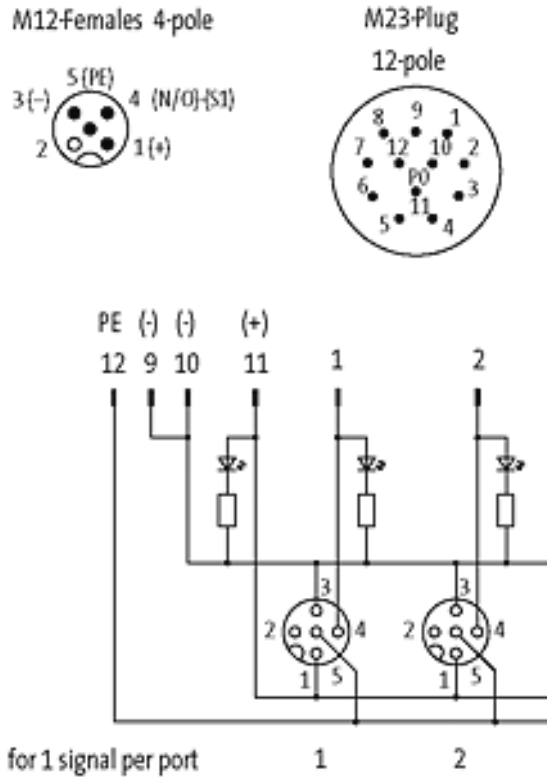 M12-Females 4-pole
M23-Plug
12-pole
5 (PE)
3 (–)
4 (N/O)-(S1)
2
1 (+)
9
8
1
7
12
10
2
P0
6
3
11
5
4
PE (-) (-) (+)
12 9 10 11 1 2
3 3
2 4 2 4
1 5 1 5
for 1 signal per port 1 2